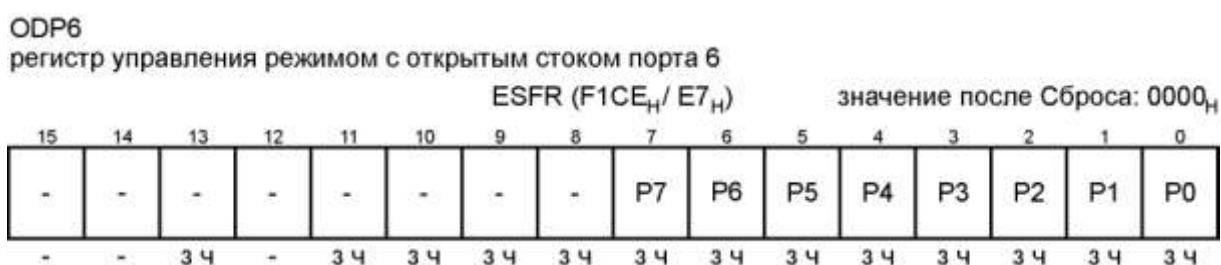 ODP6
регистр управления режимом с открытым стоком порта 6
ESFR (F1CEH/ E7H) значение после Сброса: 0000H
15 14 13 12 11 10 9 8 7 6 5 4 3 2 1 0
- - - - - - - - P7 P6 P5 P4 P3 P2 P1 P0
- - З Ч - З Ч З Ч З Ч З Ч З Ч З Ч З Ч З Ч З Ч З Ч З Ч З Ч